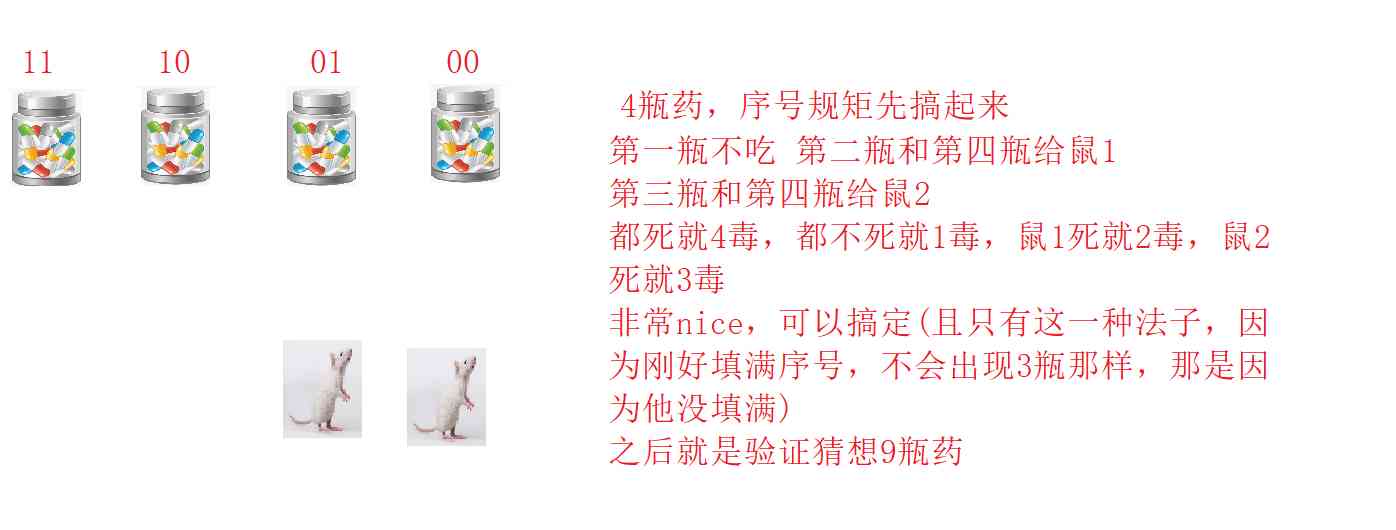 11 10 01 00
4瓶药，序号规矩先搞起来
第一瓶不吃 第二瓶和第四瓶给鼠1
第三瓶和第四瓶给鼠2
都死就4毒，都不死就1毒，鼠1死就2毒，鼠2
死就3毒
非常nice，可以搞定(且只有这一种法子，因
为刚好填满序号，不会出现3瓶那样，那是因
为他没填满)
之后就是验证猜想9瓶药